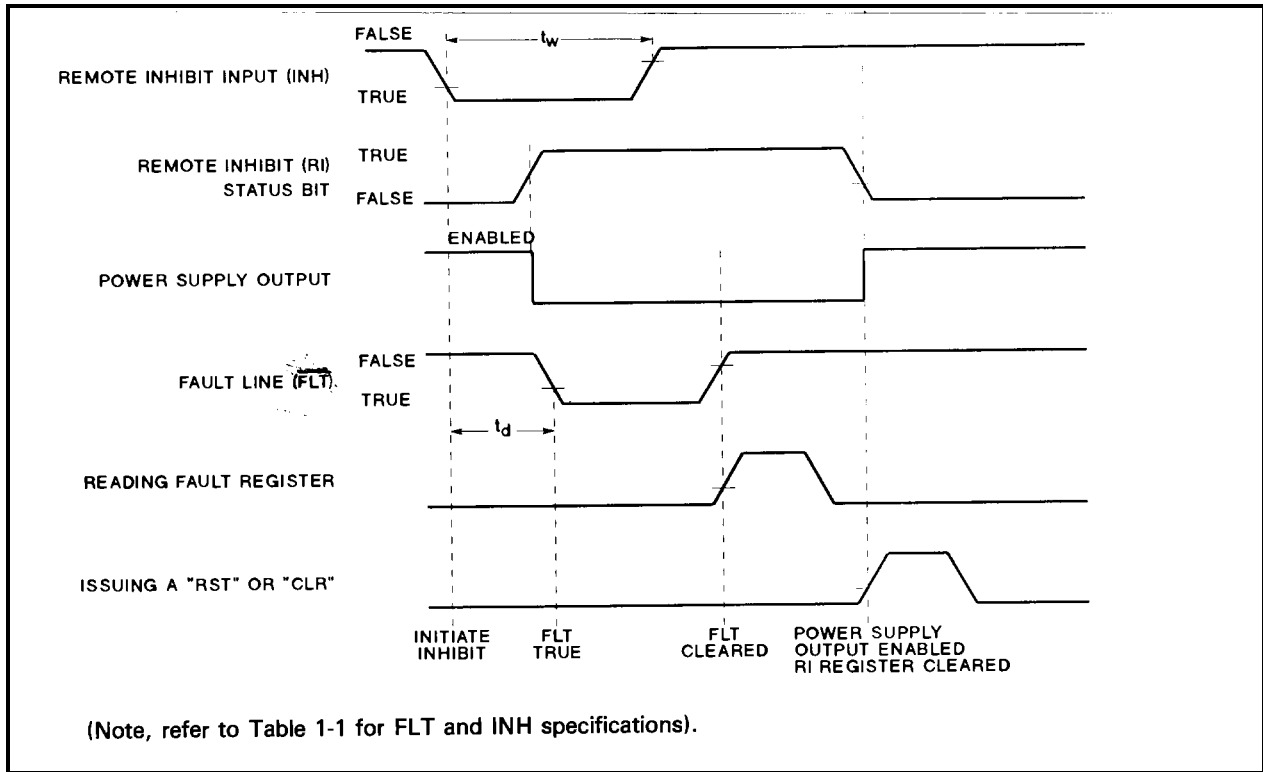 FALSE
tw
REMOTE INHIBIT INPUT (INH)
TRUE
REMOTE INHIBIT (RI)
STATUS BIT
TRUE
FALSE
ENABLED
POWER SUPPLY OUTPUT
FALSE
FAULT LINE (FLT).
TRUE
td
READING FAULT REGISTER
ISSUING A "RST" OR "CLR"
INITIATE
INHIBIT
FLT
TRUE
FLT
CLEARED
POWER SUPPLY
OUTPUT ENABLED
RI REGISTER CLEARED
(Note, refer to Table 1-1 for FLT and INH specifications).